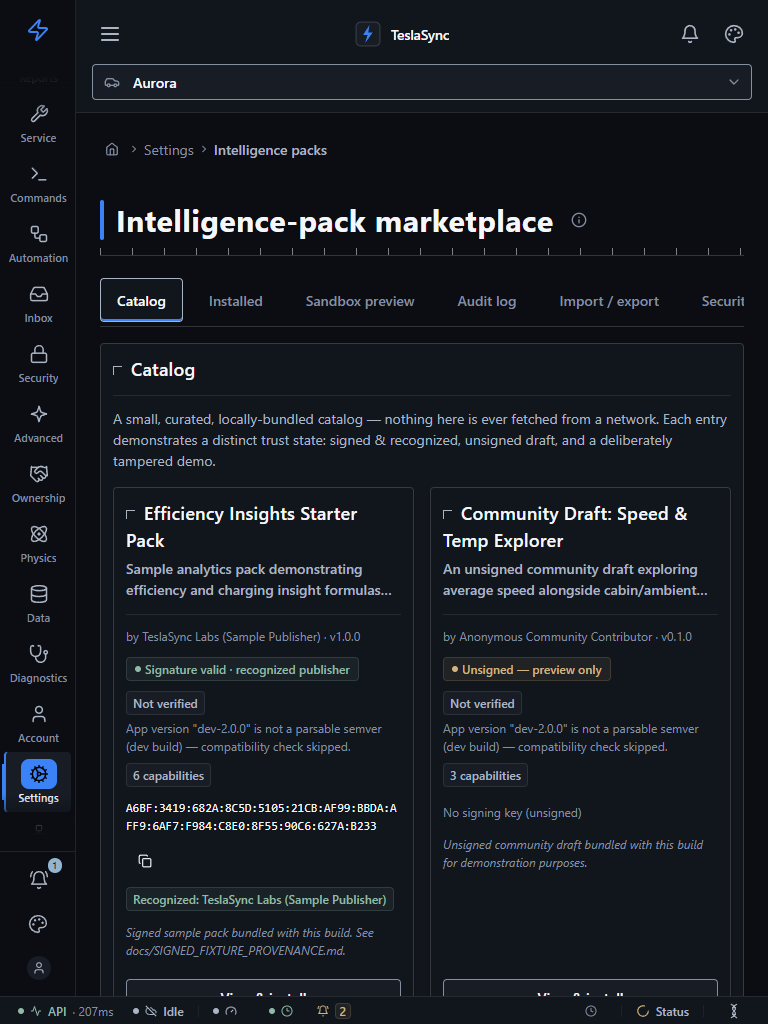 TeslaSync
Aurora
Settings
Intelligence packs
Service
Commands
Automation
Inbox
Security
Advanced
Ownership
Physics
Data
Diagnostics
Account
Settings
1
Intelligence-pack marketplace
Catalog
Installed
Sandbox preview
Audit log
Import / export
Securit
Catalog
A small, curated, locally-bundled catalog — nothing here is ever fetched from a network. Each entry
demonstrates a distinct trust state: signed & recognized, unsigned draft, and a deliberately
tampered demo.
Efficiency Insights Starter
Pack
Sample analytics pack demonstrating
efficiency and charging insight formulas...
by TeslaSync Labs (Sample Publisher) · v1.0.0
Signature valid · recognized publisher
Not verified
App version "dev-2.0.0" is not a parsable semver
(dev build) — compatibility check skipped.
6 capabilities
A6BF:3419:682A:8C5D:5105:21CB:AF99:BBDA:A
FF9:6AF7:F984:C8E0:8F55:90C6:627A:B233
Recognized: TeslaSync Labs (Sample Publisher)
Signed sample pack bundled with this build. See
docs/SIGNED_FIXTURE_PROVENANCE.md.
Community Draft: Speed &
Temp Explorer
An unsigned community draft exploring
average speed alongside cabin/ambient...
by Anonymous Community Contributor · v0.1.0
Unsigned — preview only
Not verified
App version "dev-2.0.0" is not a parsable semver
(dev build) — compatibility check skipped.
3 capabilities
No signing key (unsigned)
Unsigned community draft bundled with this build
for demonstration purposes.
API · 207ms
Idle
2
Status